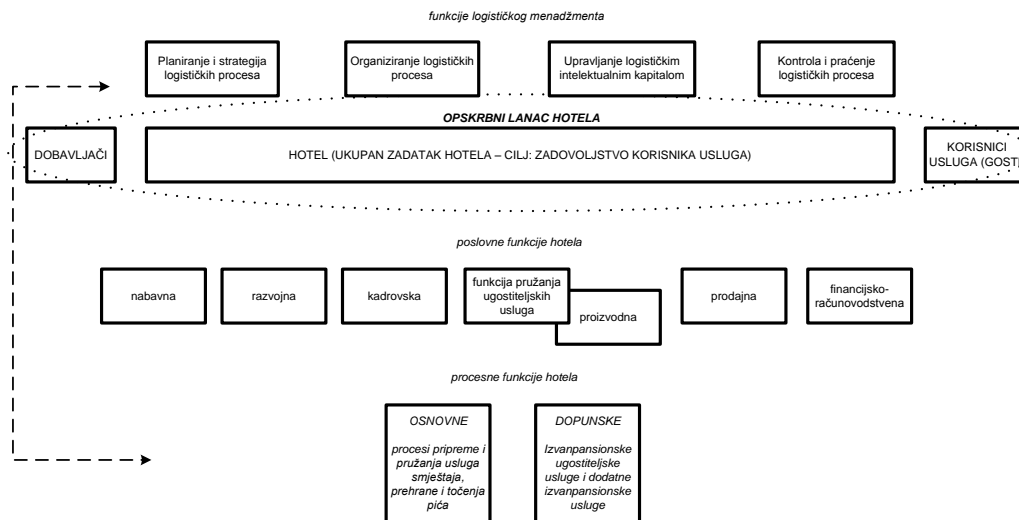 funkcije logističkog menadžmenta
Planiranje i strategija
logističkih procesa
Organiziranje logističkih
procesa
Upravljanje logističkim
intelektualnim kapitalom
Kontrola i praćenje
logističkih procesa
OPSKRBNI LANAC HOTELA
DOBAVLJAČI
HOTEL (UKUPAN ZADATAK HOTELA – CILJ: ZADOVOLJSTVO KORISNIKA USLUGA)
KORISNICI
USLUGA (GOST)
poslovne funkcije hotela
nabavna
razvojna
kadrovska
funkcija pružanja
ugostiteljskih
usluga
proizvodna
prodajna
financijsko-
računovodstvena
procesne funkcije hotela
OSNOVNE
procesi pripreme i
pružanja usluga
smještaja,
prehrane i točenja
pića
DOPUNSKE
Izvanpansionske
ugostiteljske
usluge i dodatne
izvanpansionske
usluge